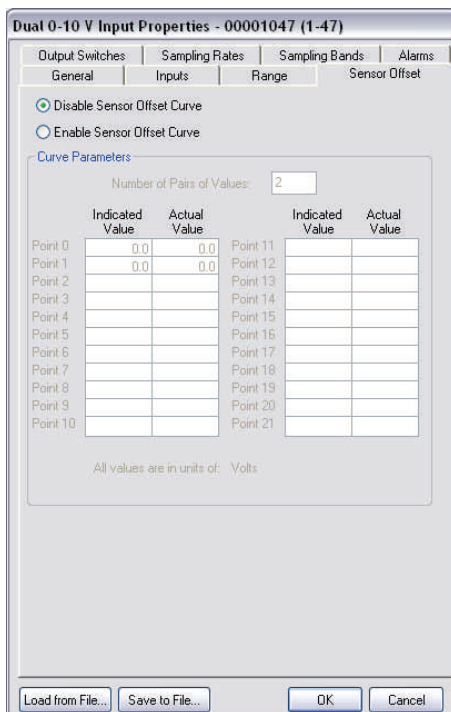 Dual 0-10 V Input Properties - 00001047 (1-47)
Output Switches Sampling Rates Sampling Bands Alarms
General Inputs Range Sensor Offset
Disable Sensor Offset Curve
Enable Sensor Offset Curve
Curve Parameters
Number of Pairs of Values: 2
Indicated Value Actual Value Indicated Value Actual Value
Point 0 0.0 0.0 Point 11
Point 1 0.0 0.0 Point 12
Point 2 Point 13
Point 3 Point 14
Point 4 Point 15
Point 5 Point 16
Point 6 Point 17
Point 7 Point 18
Point 8 Point 19
Point 9 Point 20
Point 10 Point 21
All values are in units of: Volts
Load from File... Save to File... OK Cancel